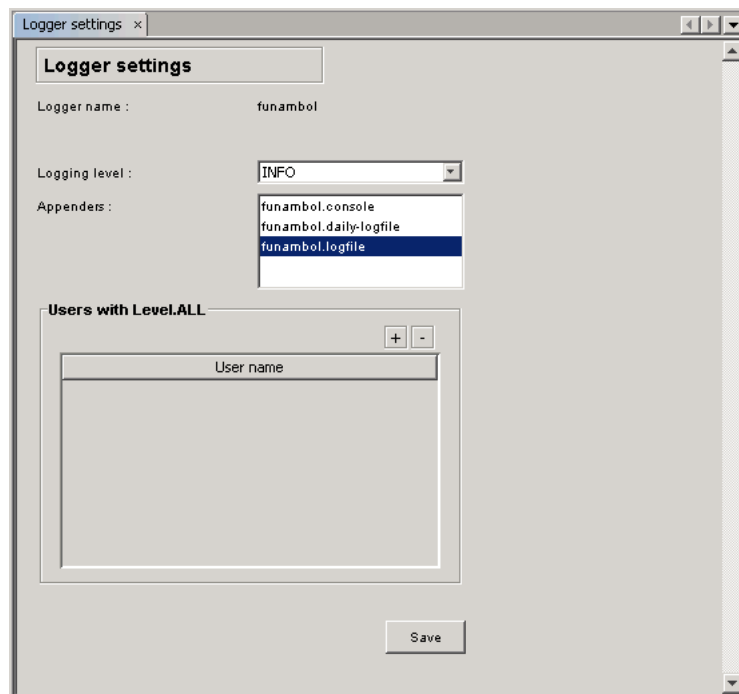 Logger settings ×
Logger settings
Logger name : funambol
Logging level : INFO
Appenders : funambol.console
funambol.daily-logfile
funambol.logfile
Users with Level.ALL
+ -
User name
Save